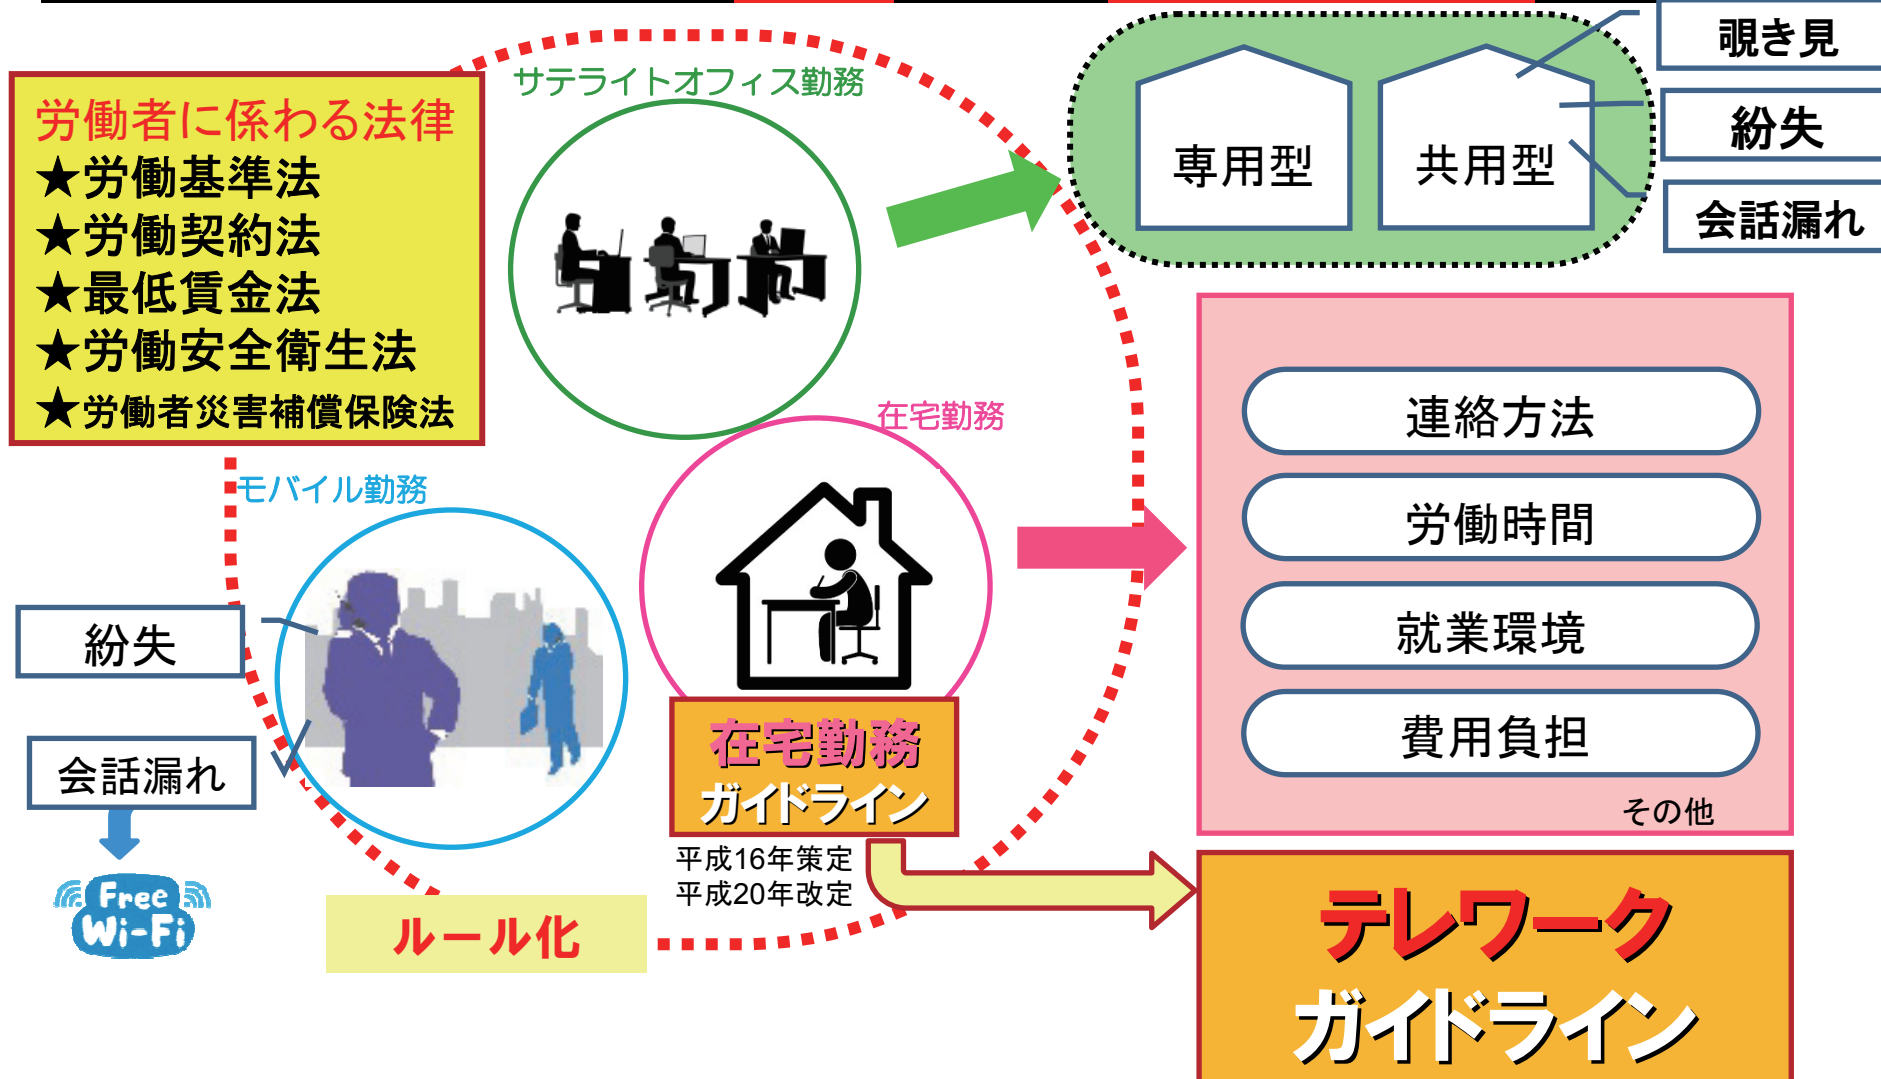 労働者に係わる法律
★労働基準法
★労働契約法
★最低賃金法
★労働安全衛生法
★労働者災害補償保険法
サテライトオフィス勤務
専用型
共用型
覗き見
紛失
会話漏れ
在宅勤務
連絡方法
労働時間
就業環境
費用負担
その他
モバイル勤務
紛失
会話漏れ
Free
Wi-Fi
在宅勤務
ガイドライン
平成16年策定
平成20年改定
ルール化
テレワーク
ガイドライン